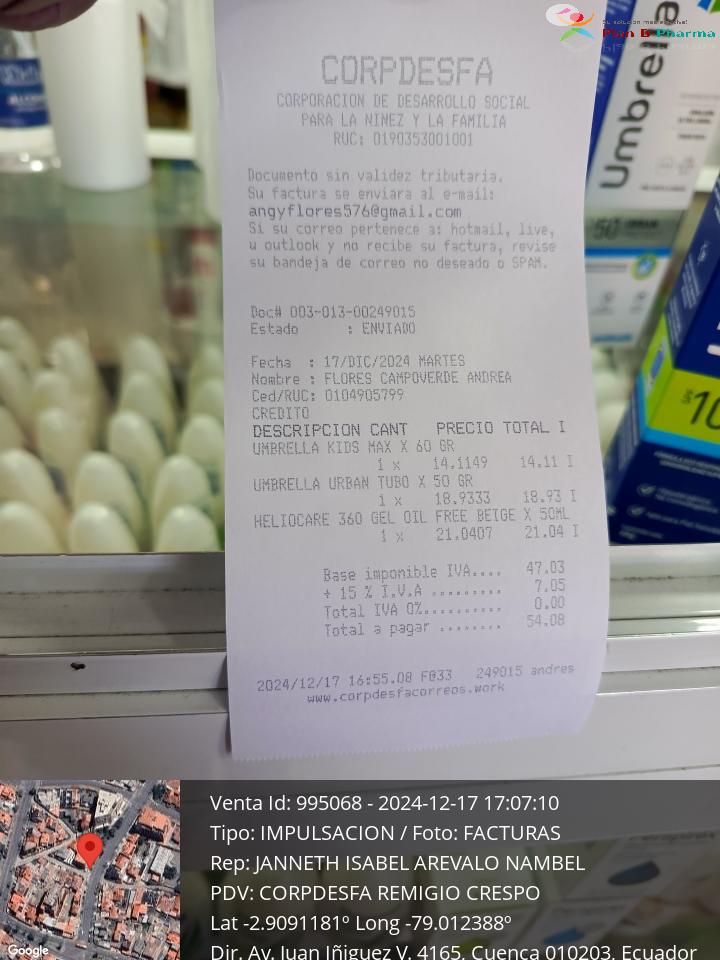 Plan B Pharma
Umbrella
50
CORPDESFA
CORPORACION DE DESARROLLO SOCIAL
PARA LA NINEZ Y LA FAMILIA
RUC: 0190353001001
Documento sin validez tributaria.
Su factura se enviara al e-mail:
angyflores576@gmail.com
Si su correo pertenece a: hotmail, live,
u outlook y no recibe su factura, revise
su bandeja de correo no deseado o SPAM.
Doc# 003-013-00249015
Estado : ENVIADO
Fecha : 17/DIC/2024 MARTES
Nombre : FLORES CAMPOVERDE ANDREA
Ced/RUC: 0104905799
CREDITO
DESCRIPCION CANT PRECIO TOTAL I
UMBRELLA KIDS MAX X 60 GR
1 x 14.1149 14.11 I
UMBRELLA URBAN TUBO X 50 GR
1 x 18.9333 18.93 I
HELIOCARE 360 GEL OIL FREE BEIGE X 50ML
1 x 21.0407 21.04 I
Base imponible IVA.... 47.03
+ 15 % I.V.A ......... 7.05
Total IVA 0%.......... 0.00
Total a pagar ........ 54.08
2024/12/17 16:55.08 F@33 249015 andres
www.corpdesfacorreos.work
Venta Id: 995068 - 2024-12-17 17:07:10
Tipo: IMPULSACION / Foto: FACTURAS
Rep: JANNETH ISABEL AREVALO NAMBEL
PDV: CORPDESFA REMIGIO CRESPO
Lat -2.9091181º Long -79.012388º
Dir. Av. Juan Iñiguez V. 4165, Cuenca 010203, Ecuador
Google